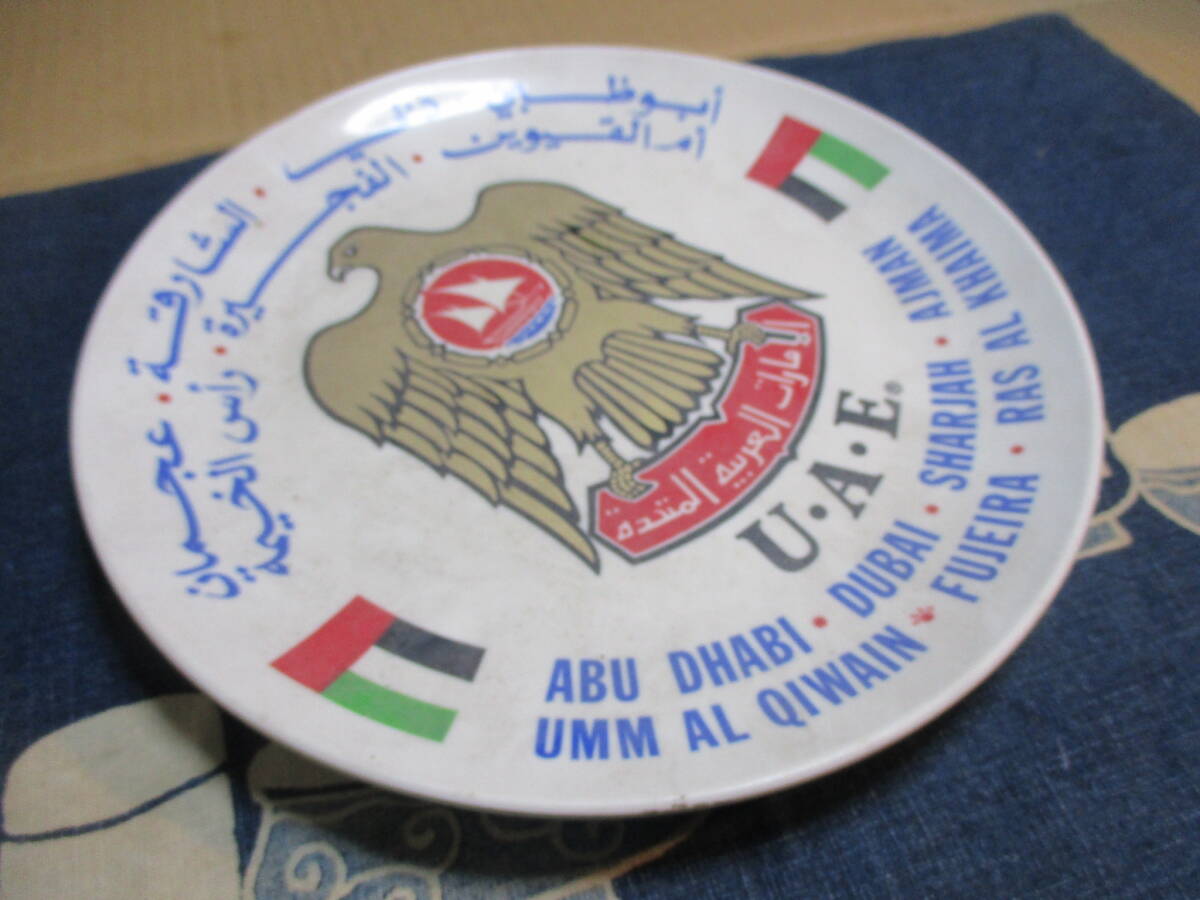 أبوظبي • دبي • الشارقة • عجمان
أم القيوين • الفجيرة • رأس الخيمة
الإمارات العربية المتحدة
U•A•E®
ABU DHABI • DUBAI • SHARJAH • AJMAN
UMM AL QIWAIN • FUJEIRA • RAS AL KHAIMA